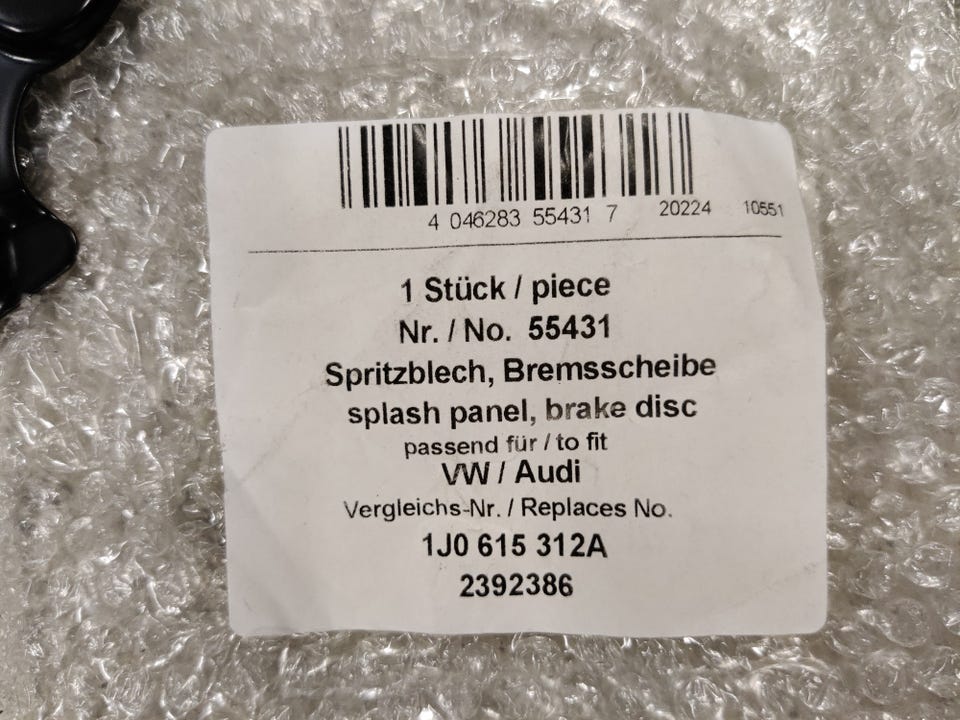 4 046283 55431 7 20224 10551
1 Stück / piece
Nr. / No. 55431
Spritzblech, Bremsscheibe
splash panel, brake disc
passend für / to fit
VW / Audi
Vergleichs-Nr. / Replaces No.
1J0 615 312A
2392386